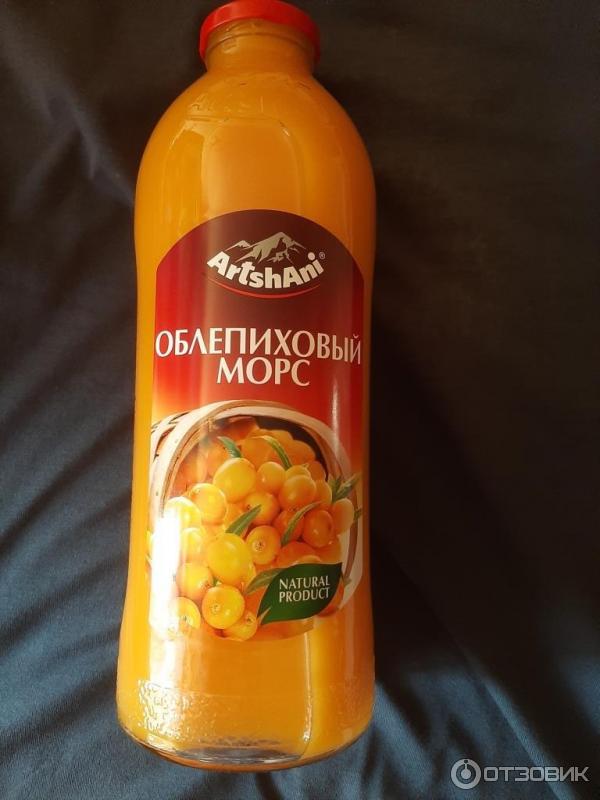 ArtshAni®
ОБЛЕПИХОВЫЙ
МОРС
NATURAL
PRODUCT
ОТЗОВИК